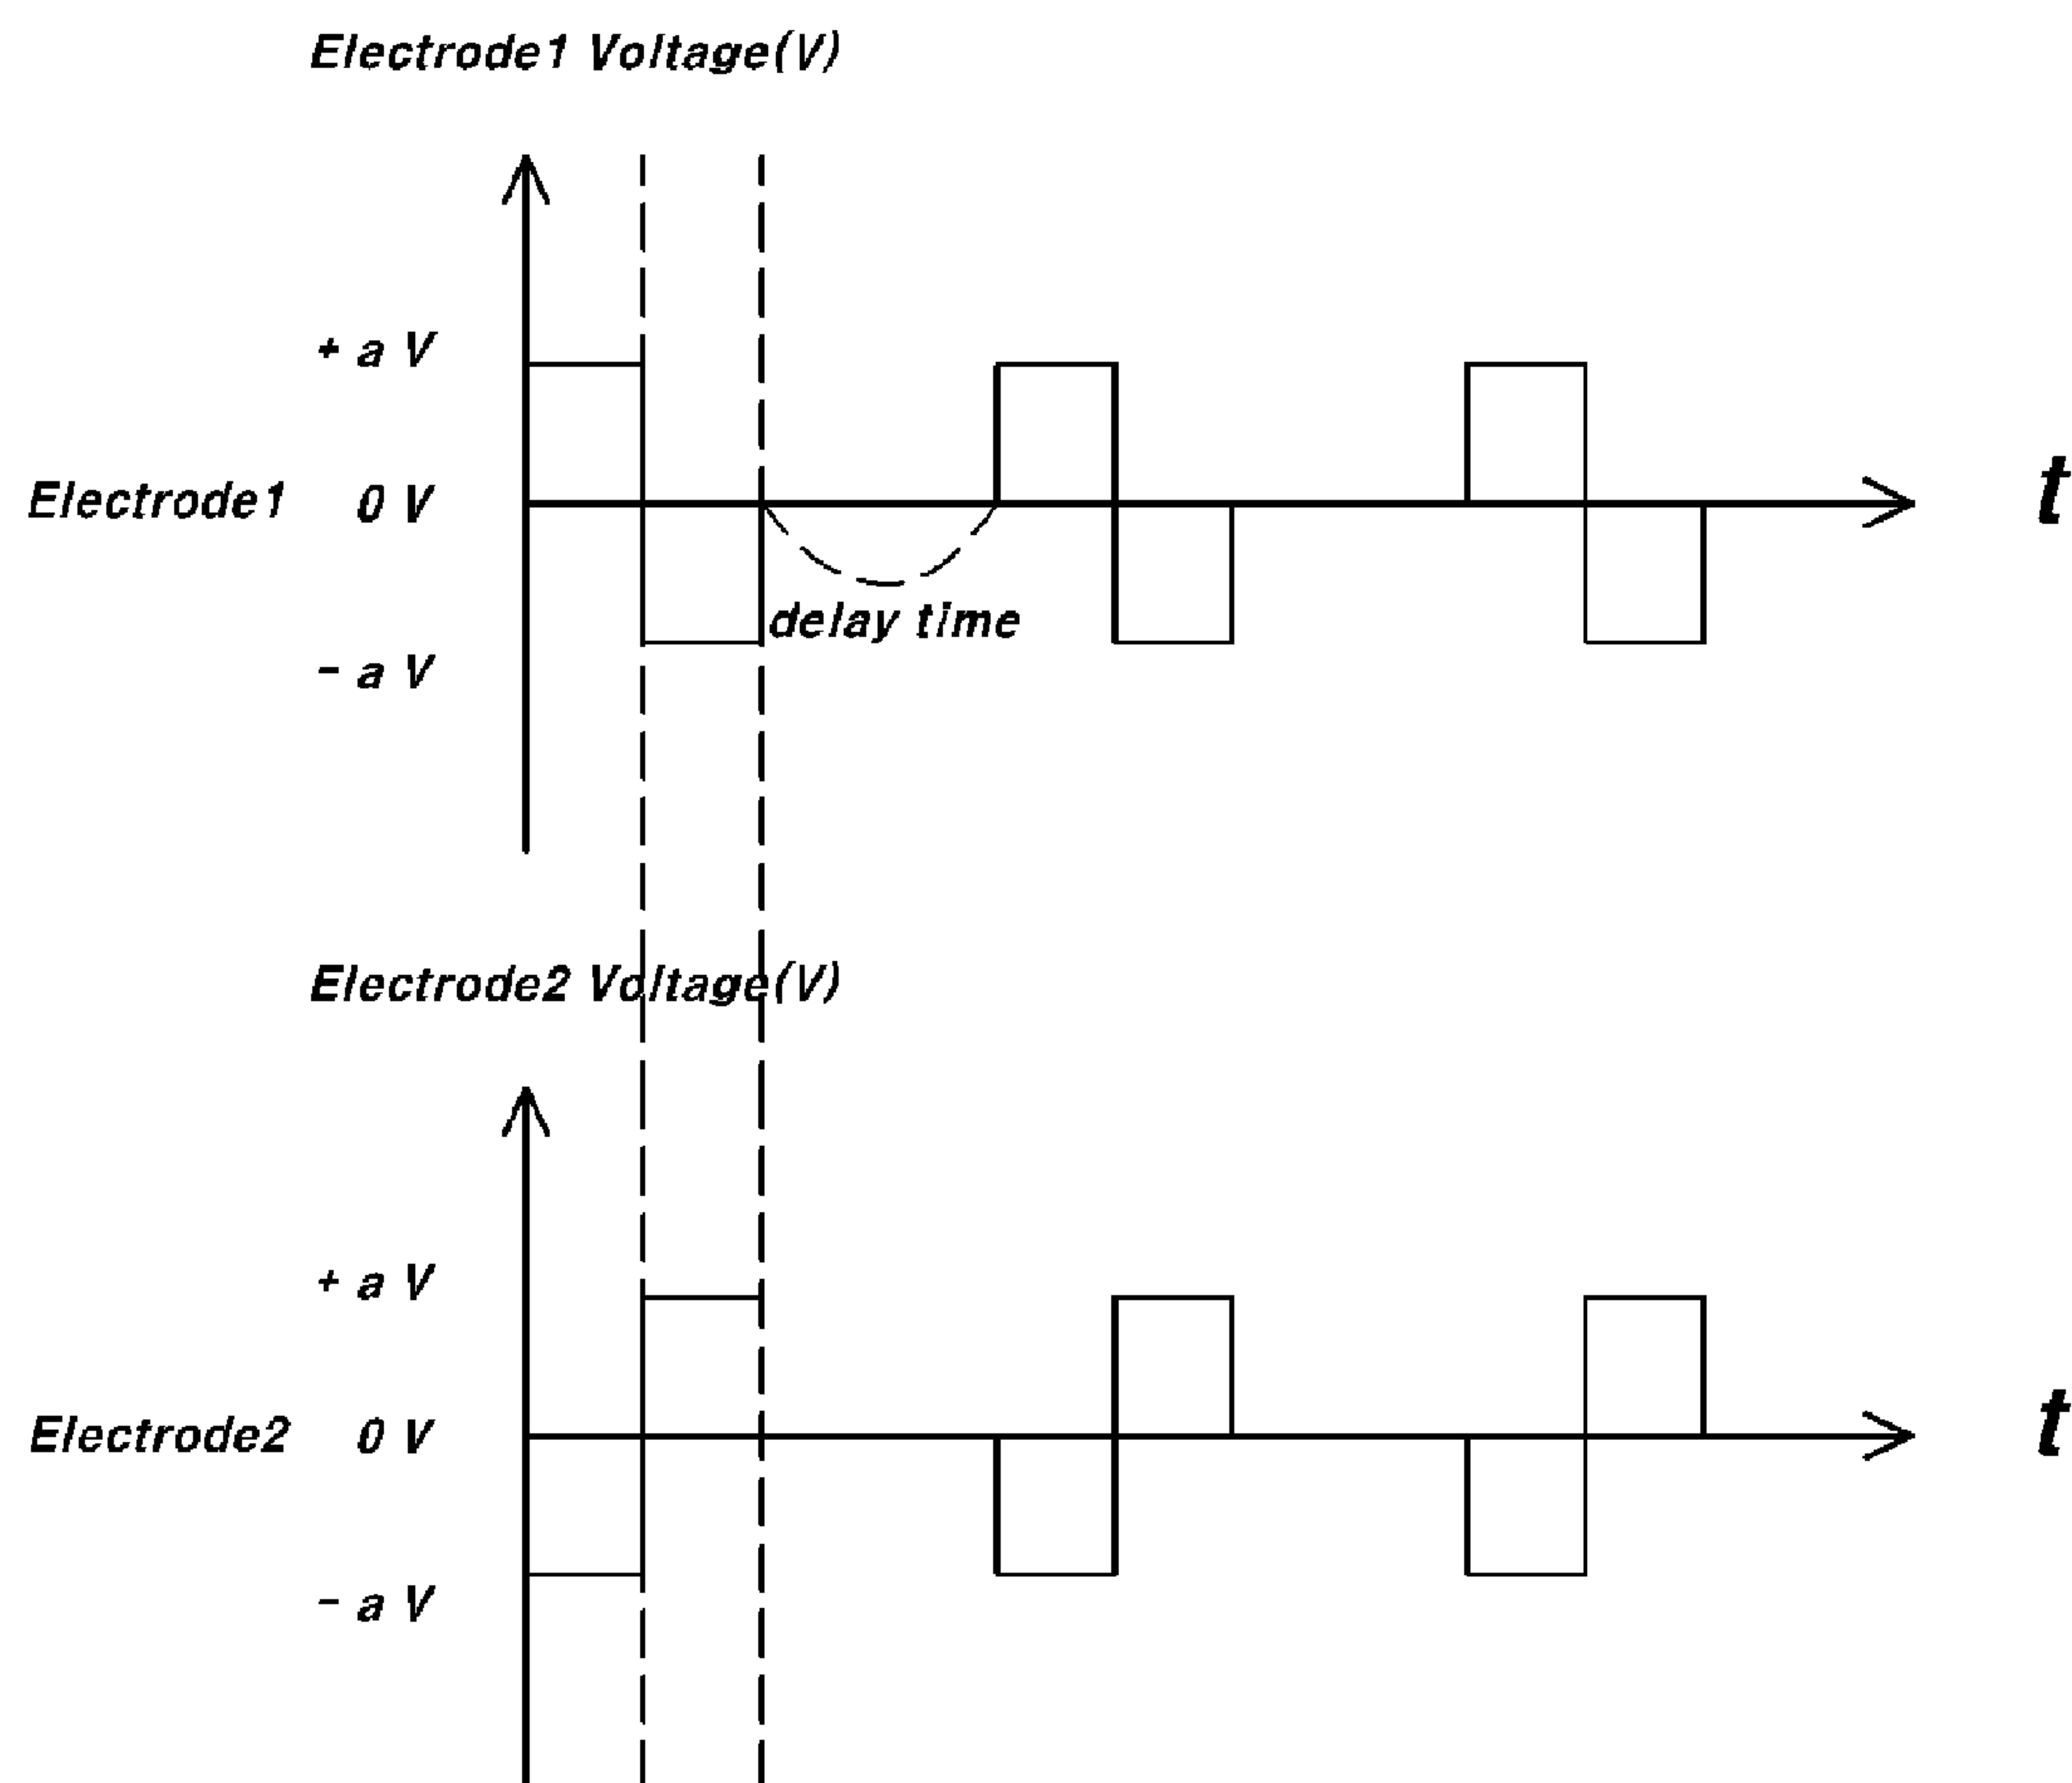 Electrode1 Voltage(V)
+ a V
Electrode1 0 V
t
delay time
- a V
Electrode2 Voltage(V)
+ a V
Electrode2 0 V
t
- a V